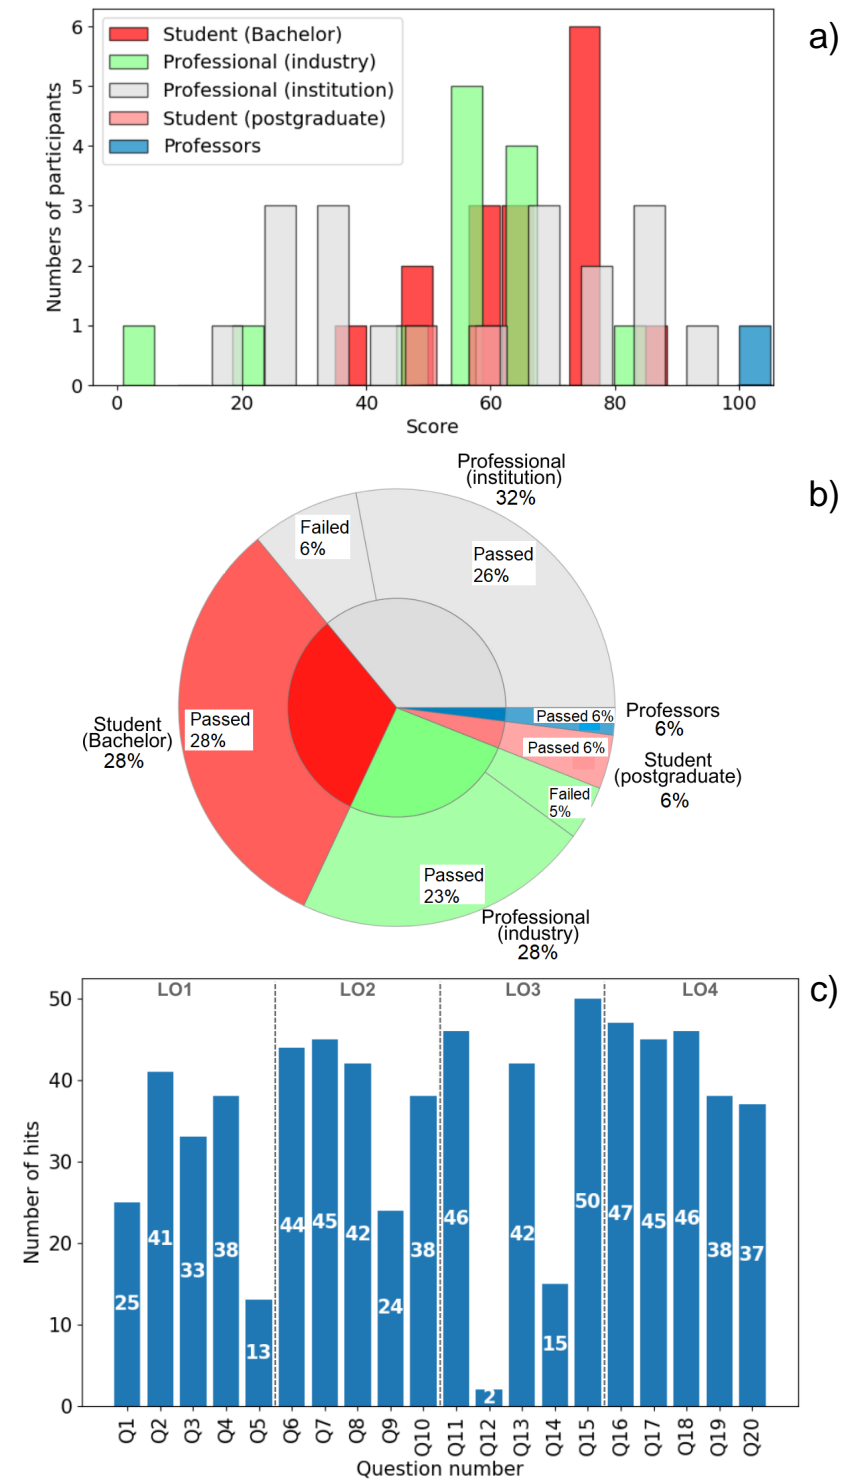 a)
Student (Bachelor)
Professional (industry)
Professional (institution)
Student (postgraduate)
Professors
Numbers of participants
6
5
4
3
2
1
0
0 20 40 60 80 100
Score
b)
Professional
(institution)
32%
Failed
6%
Passed
26%
Student
(Bachelor)
28%
Passed
28%
Passed 6%
Professors
6%
Passed 6%
Student
(postgraduate)
6%
Failed
5%
Passed
23%
Professional
(industry)
28%
c)
LO1 LO2 LO3 LO4
Number of hits
50
40
30
20
10
0
25 41 33 38 13 44 45 42 24 38 46 2 42 15 50 47 45 46 38 37
Q1 Q2 Q3 Q4 Q5 Q6 Q7 Q8 Q9 Q10 Q11 Q12 Q13 Q14 Q15 Q16 Q17 Q18 Q19 Q20
Question number